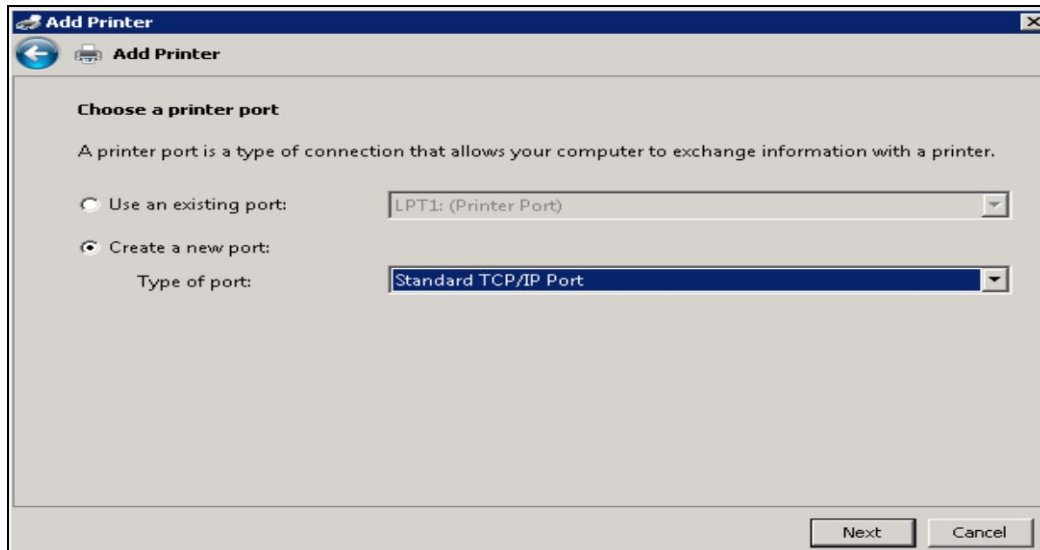 Add Printer
Add Printer
Choose a printer port
A printer port is a type of connection that allows your computer to exchange information with a printer.
Use an existing port: LPT1: (Printer Port)
Create a new port:
Type of port: Standard TCP/IP Port
Next Cancel